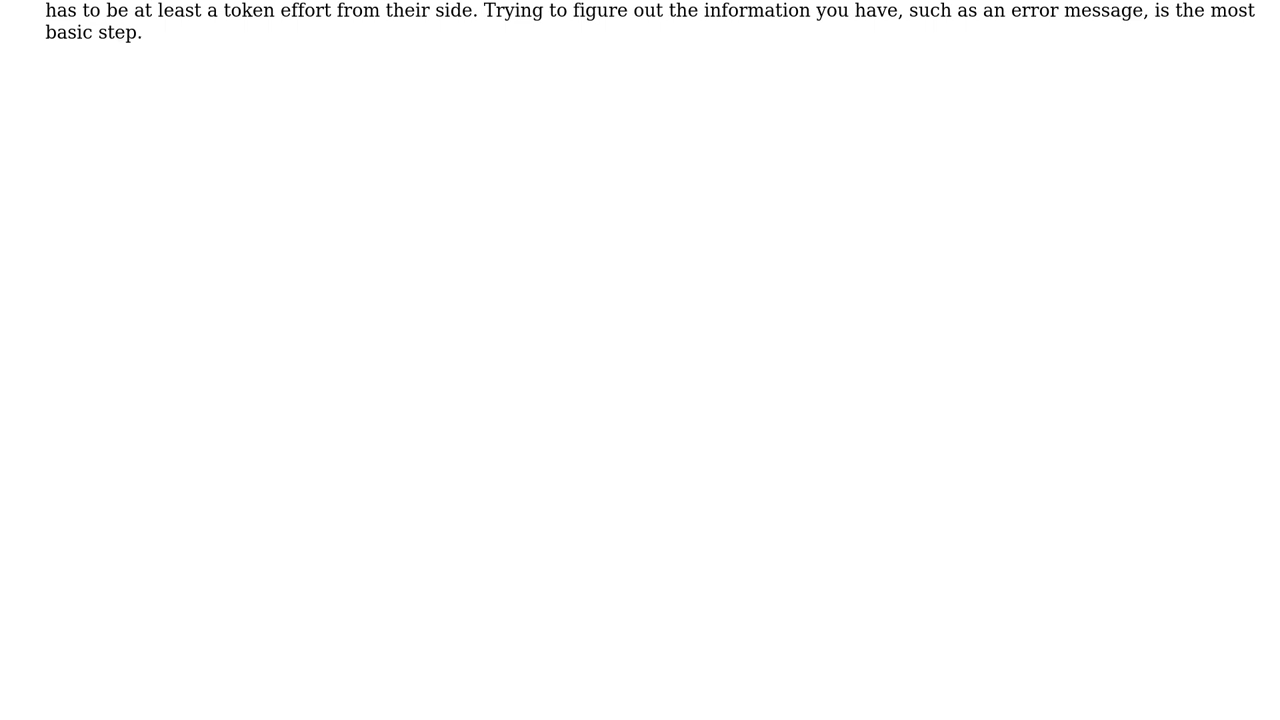 has to be at least a token effort from their side. Trying to figure out the information you have, such as an error message, is the most
basic step.